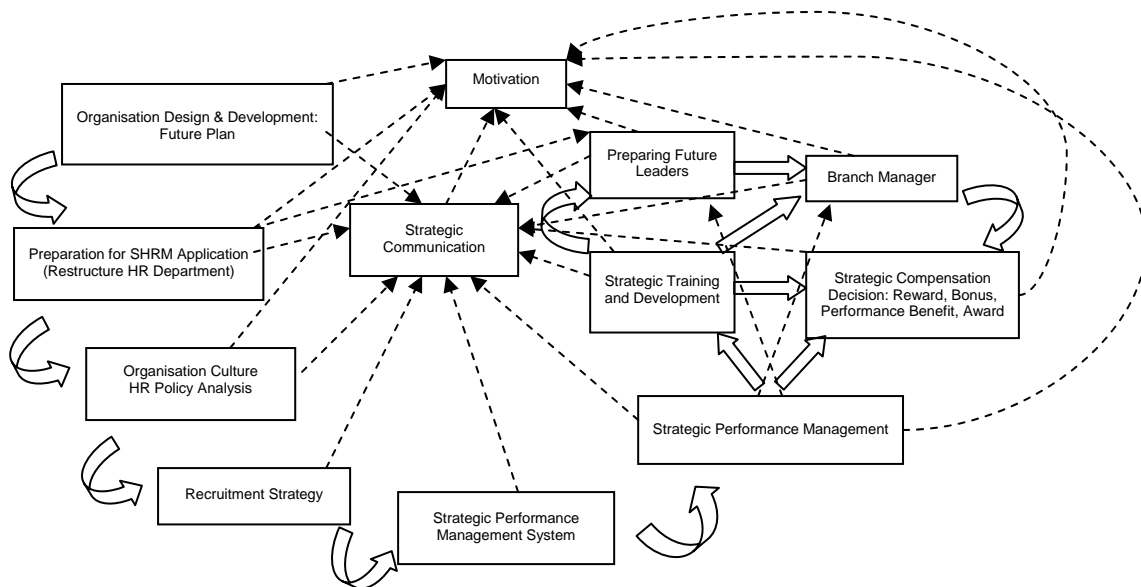 Motivation
Organisation Design & Development:
Future Plan
Preparing Future
Leaders
Branch Manager
Strategic
Communication
Preparation for SHRM Application
(Restructure HR Department)
Strategic Training
and Development
Strategic Compensation
Decision: Reward, Bonus,
Performance Benefit, Award
Organisation Culture
HR Policy Analysis
Strategic Performance Management
Recruitment Strategy
Strategic Performance
Management System